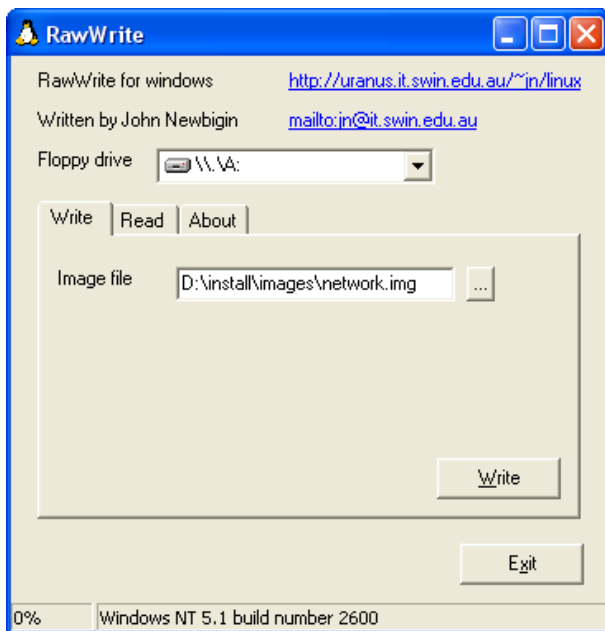 RawWrite
RawWrite for windows http://uranus.it.swin.edu.au/~jn/linux
Written by John Newbigin mailto:jn@it.swin.edu.au
Floppy drive \\.\A:
Write Read About
Image file D:\install\images\network.img ...
Write
Exit
0% Windows NT 5.1 build number 2600